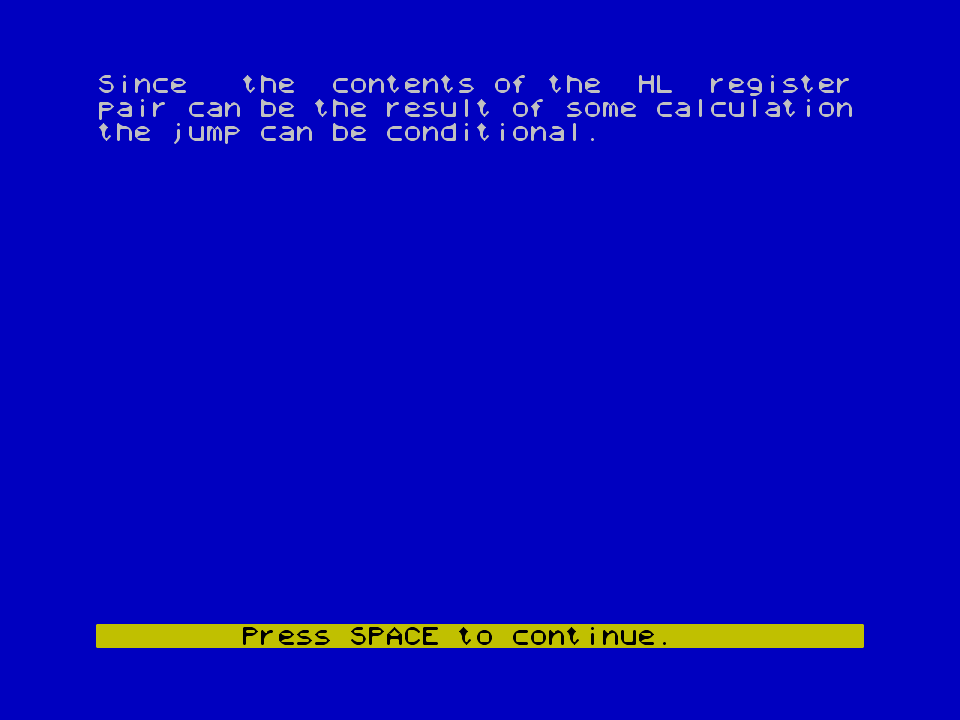 Since   the  contents of the  HL  register
pair can be the result of some calculation
the jump can be conditional.
Press SPACE to continue.